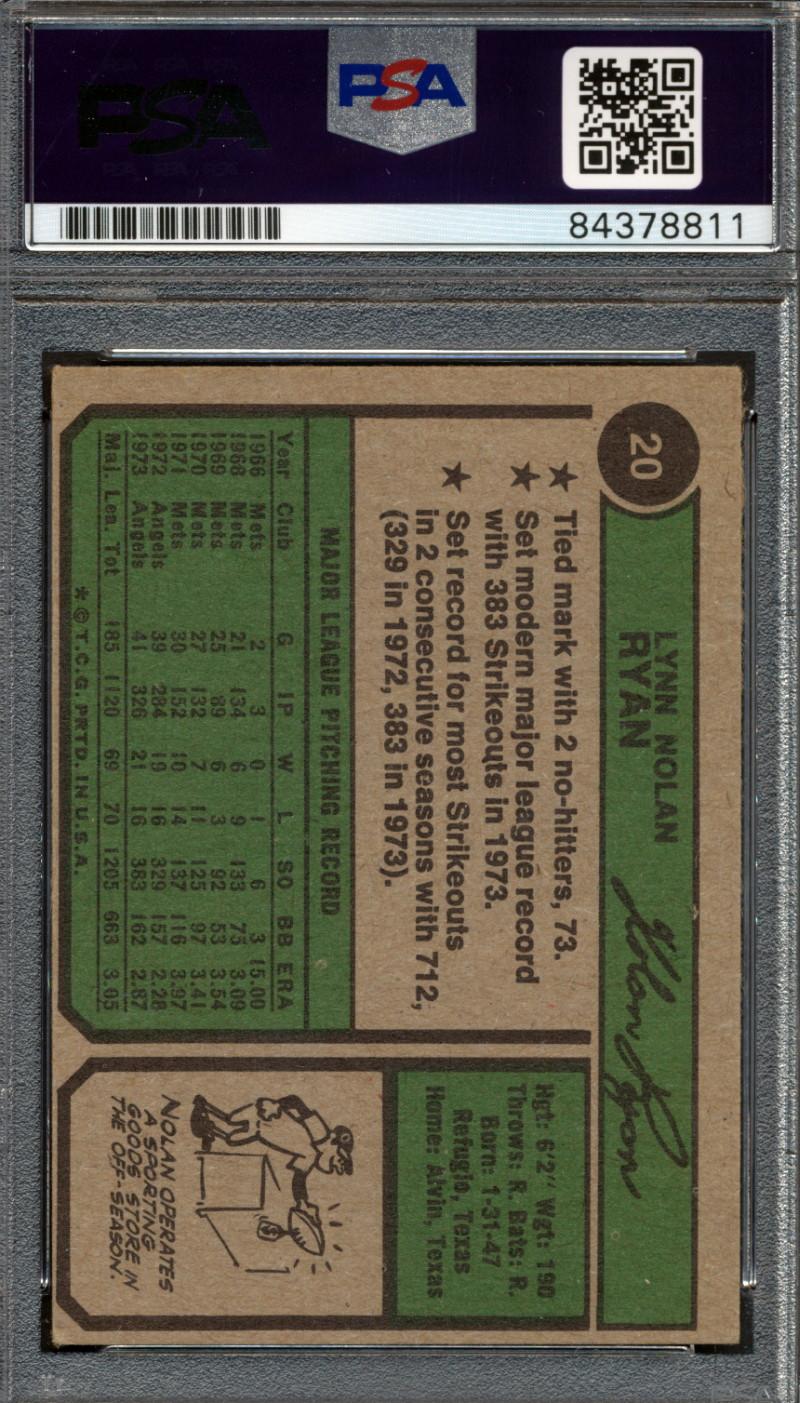 PSA
PSA
PSA PSA PSA
84378811
20
LYNN NOLAN
RYAN
Nolan Ryan
★ Tied mark with 2 no-hitters, 73.
★ Set modern major league record
with 383 Strikeouts in 1973.
★ Set record for most Strikeouts
in 2 consecutive seasons with 712,
(329 in 1972, 383 in 1973).
MAJOR LEAGUE PITCHING RECORD
Year Club G IP W L SO BB ERA
1966 Mets 2 3 0 1 6 3 15.00
1968 Mets 21 134 6 9 133 75 3.09
1969 Mets 25 89 6 3 92 53 3.54
1970 Mets 27 132 7 11 125 97 3.41
1971 Mets 30 152 10 14 137 116 3.97
1972 Angels 39 284 19 16 329 157 2.28
1973 Angels 41 326 21 16 383 162 2.87
Maj. Lea. Tot 185 1120 69 70 1205 663 3.05
* © T.C.G. PRTD. IN U.S.A.
Hgt: 6'2" Wgt: 190
Throws: R. Bats: R.
Born: 1-31-47
Refugio, Texas
Home: Alvin, Texas
$
NOLAN OPERATES
A SPORTING
GOODS STORE IN
THE OFF-SEASON.